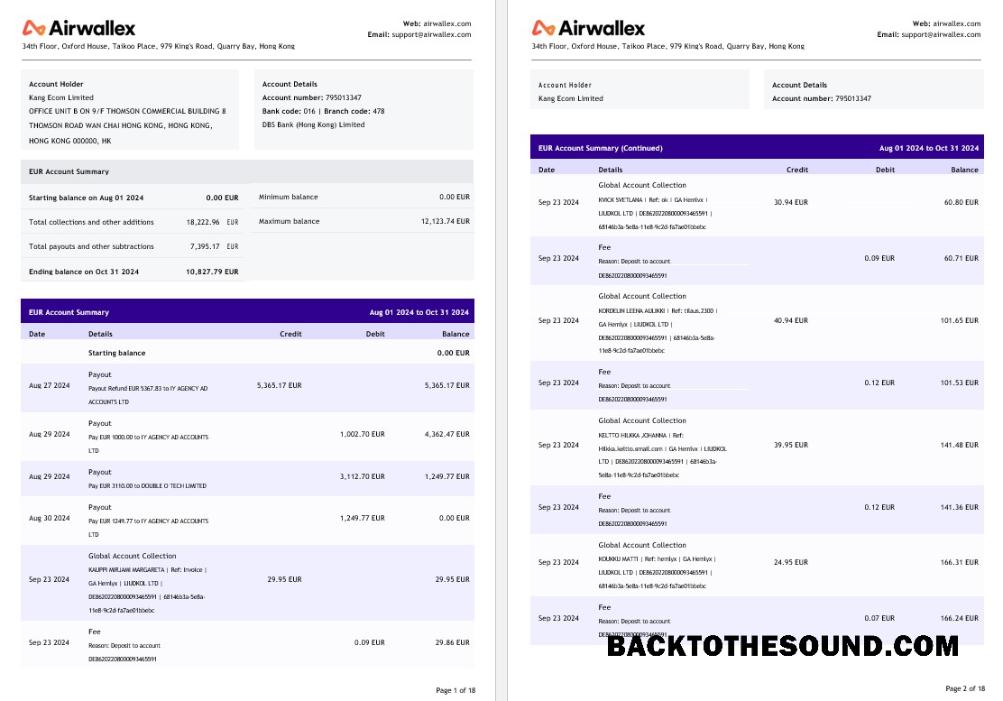 Airwallex
Web: airwallex.com
Email: support@airwallex.com
34th Floor, Oxford House, Taikoo Place, 979 King's Road, Quarry Bay, Hong Kong
Account Holder
Kang Ecom Limited
OFFICE UNIT B ON 9/F THOMSON COMMERCIAL BUILDING 8
THOMSON ROAD WAN CHAI HONG KONG, HONG KONG,
HONG KONG 000000, HK
Account Details
Account number: 795013347
Bank code: 016 | Branch code: 478
DBS Bank (Hong Kong) Limited
EUR Account Summary
Starting balance on Aug 01 2024 0.00 EUR Minimum balance 0.00 EUR
Total collections and other additions 18,222.96 EUR Maximum balance 12,123.74 EUR
Total payouts and other subtractions 7,395.17 EUR
Ending balance on Oct 31 2024 10,827.79 EUR
EUR Account Summary Aug 01 2024 to Oct 31 2024
Date Details Credit Debit Balance
Starting balance 0.00 EUR
Payout
Aug 27 2024 Payout Refund EUR 5367.83 to IY AGENCY AD 5,365.17 EUR 5,365.17 EUR
ACCOUNTS LTD
Payout
Aug 29 2024 Pay EUR 1000.00 to IY AGENCY AD ACCOUNTS 1,002.70 EUR 4,362.47 EUR
LTD
Payout
Aug 29 2024 Pay EUR 3110.00 to DOUBLE O TECH LIMITED 3,112.70 EUR 1,249.77 EUR
Payout
Aug 30 2024 Pay EUR 1249.77 to IY AGENCY AD ACCOUNTS 1,249.77 EUR 0.00 EUR
LTD
Global Account Collection
KAUPPI MIRJAMI MARGARETA | Ref: Invoice |
Sep 23 2024 GA Hemlyx | LIUDKOL LTD | 29.95 EUR 29.95 EUR
DE86202208000093465591 | 68146b3a-5e8a-
11e8-9c2d-fa7ae01bbebc
Fee
Sep 23 2024 Reason: Deposit to account 0.09 EUR 29.86 EUR
DE86202208000093465591
Page 1 of 18
Airwallex
Web: airwallex.com
Email: support@airwallex.com
34th Floor, Oxford House, Taikoo Place, 979 King's Road, Quarry Bay, Hong Kong
Account Holder
Kang Ecom Limited
Account Details
Account number: 795013347
EUR Account Summary (Continued) Aug 01 2024 to Oct 31 2024
Date Details Credit Debit Balance
Global Account Collection
Sep 23 2024 KVICK SVETLANA | Ref: ok | GA Hemlyx | 30.94 EUR 60.80 EUR
LIUDKOL LTD | DE86202208000093465591 |
68146b3a-5e8a-11e8-9c2d-fa7ae01bbebc
Fee
Sep 23 2024 Reason: Deposit to account 0.09 EUR 60.71 EUR
DE86202208000093465591
Global Account Collection
KORDELIN LEENA AULIKKI | Ref: tilaus,2300 |
Sep 23 2024 GA Hemlyx | LIUDKOL LTD | 40.94 EUR 101.65 EUR
DE86202208000093465591 | 68146b3a-5e8a-
11e8-9c2d-fa7ae01bbebc
Fee
Sep 23 2024 Reason: Deposit to account 0.12 EUR 101.53 EUR
DE86202208000093465591
Global Account Collection
KELTTO HILKKA JOHANNA | Ref:
Sep 23 2024 Hilkka.keltto.gmail.com | GA Hemlyx | LIUDKOL 39.95 EUR 141.48 EUR
LTD | DE86202208000093465591 | 68146b3a-
5e8a-11e8-9c2d-fa7ae01bbebc
Fee
Sep 23 2024 Reason: Deposit to account 0.12 EUR 141.36 EUR
DE86202208000093465591
Global Account Collection
Sep 23 2024 KOUKKU MATTI | Ref: hemlyx | GA Hemlyx | 24.95 EUR 166.31 EUR
LIUDKOL LTD | DE86202208000093465591 |
68146b3a-5e8a-11e8-9c2d-fa7ae01bbebc
Fee
Sep 23 2024 Reason: Deposit to account 0.07 EUR 166.24 EUR
DE86202208000093465591
BACKTOTHESOUND.COM
Page 2 of 18